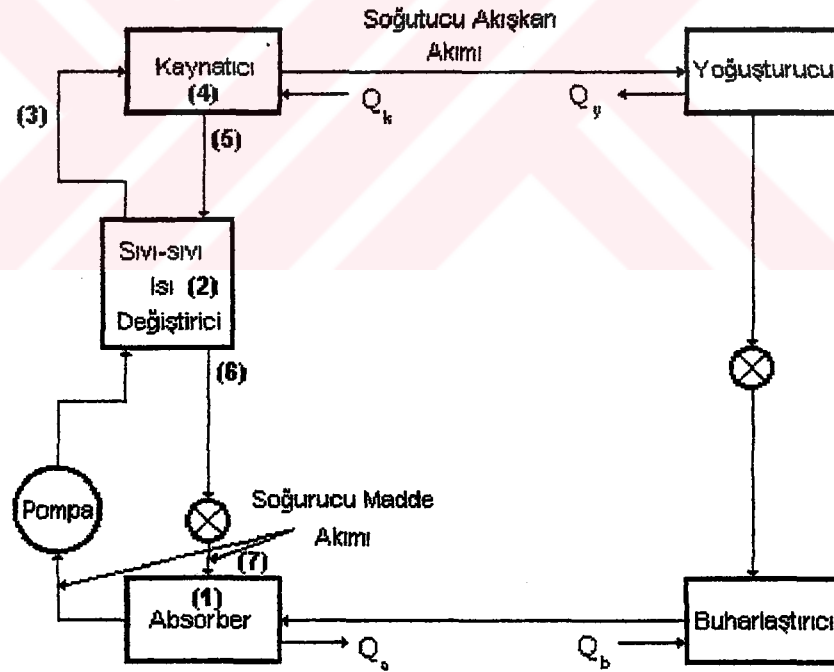 Soğutucu Akışkan
Akımı
Kaynatıcı
(4)
Yoğuşturucu
Q_k
Q_y
(3)
(5)
Sıvı-sıvı
Isı (2)
Değiştirici
(6)
Pompa
Soğurucu Madde
Akımı
(7)
(1)
Absorber
Buharlaştırıcı
Q_a
Q_b